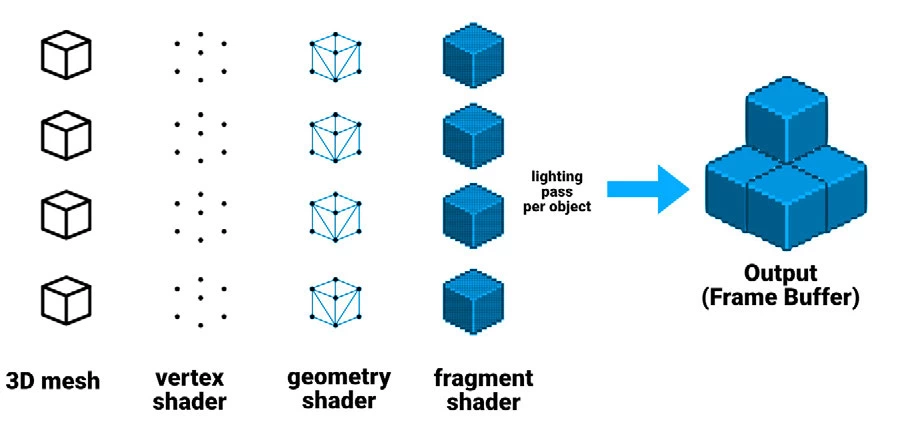 lighting
pass
per object
Output
(Frame Buffer)
3D mesh
vertex
shader
geometry
shader
fragment
shader